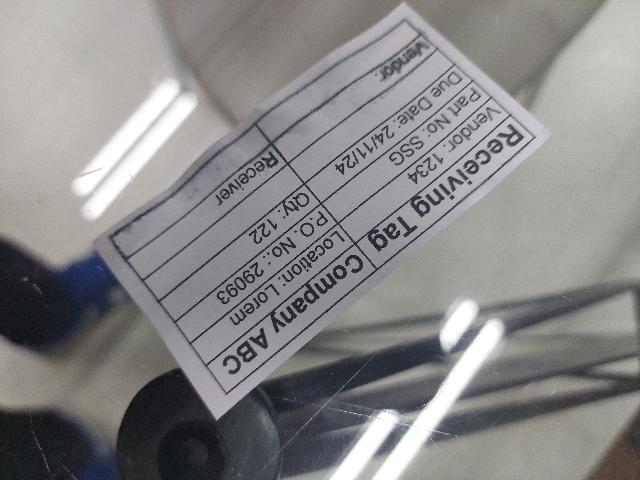 Receiving Tag Company ABC
Vendor: 1234 Location: Lorem
Part No: SSG P.O. No.: 29093
Due Date: 24/11/24 Qty: 122
Vendor: Receiver